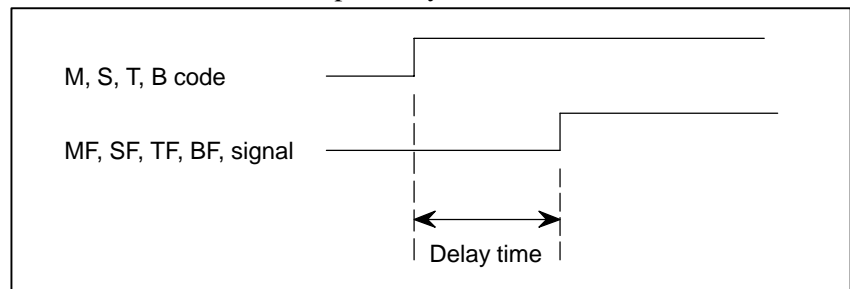 M, S, T, B code
MF, SF, TF, BF, signal
Delay time